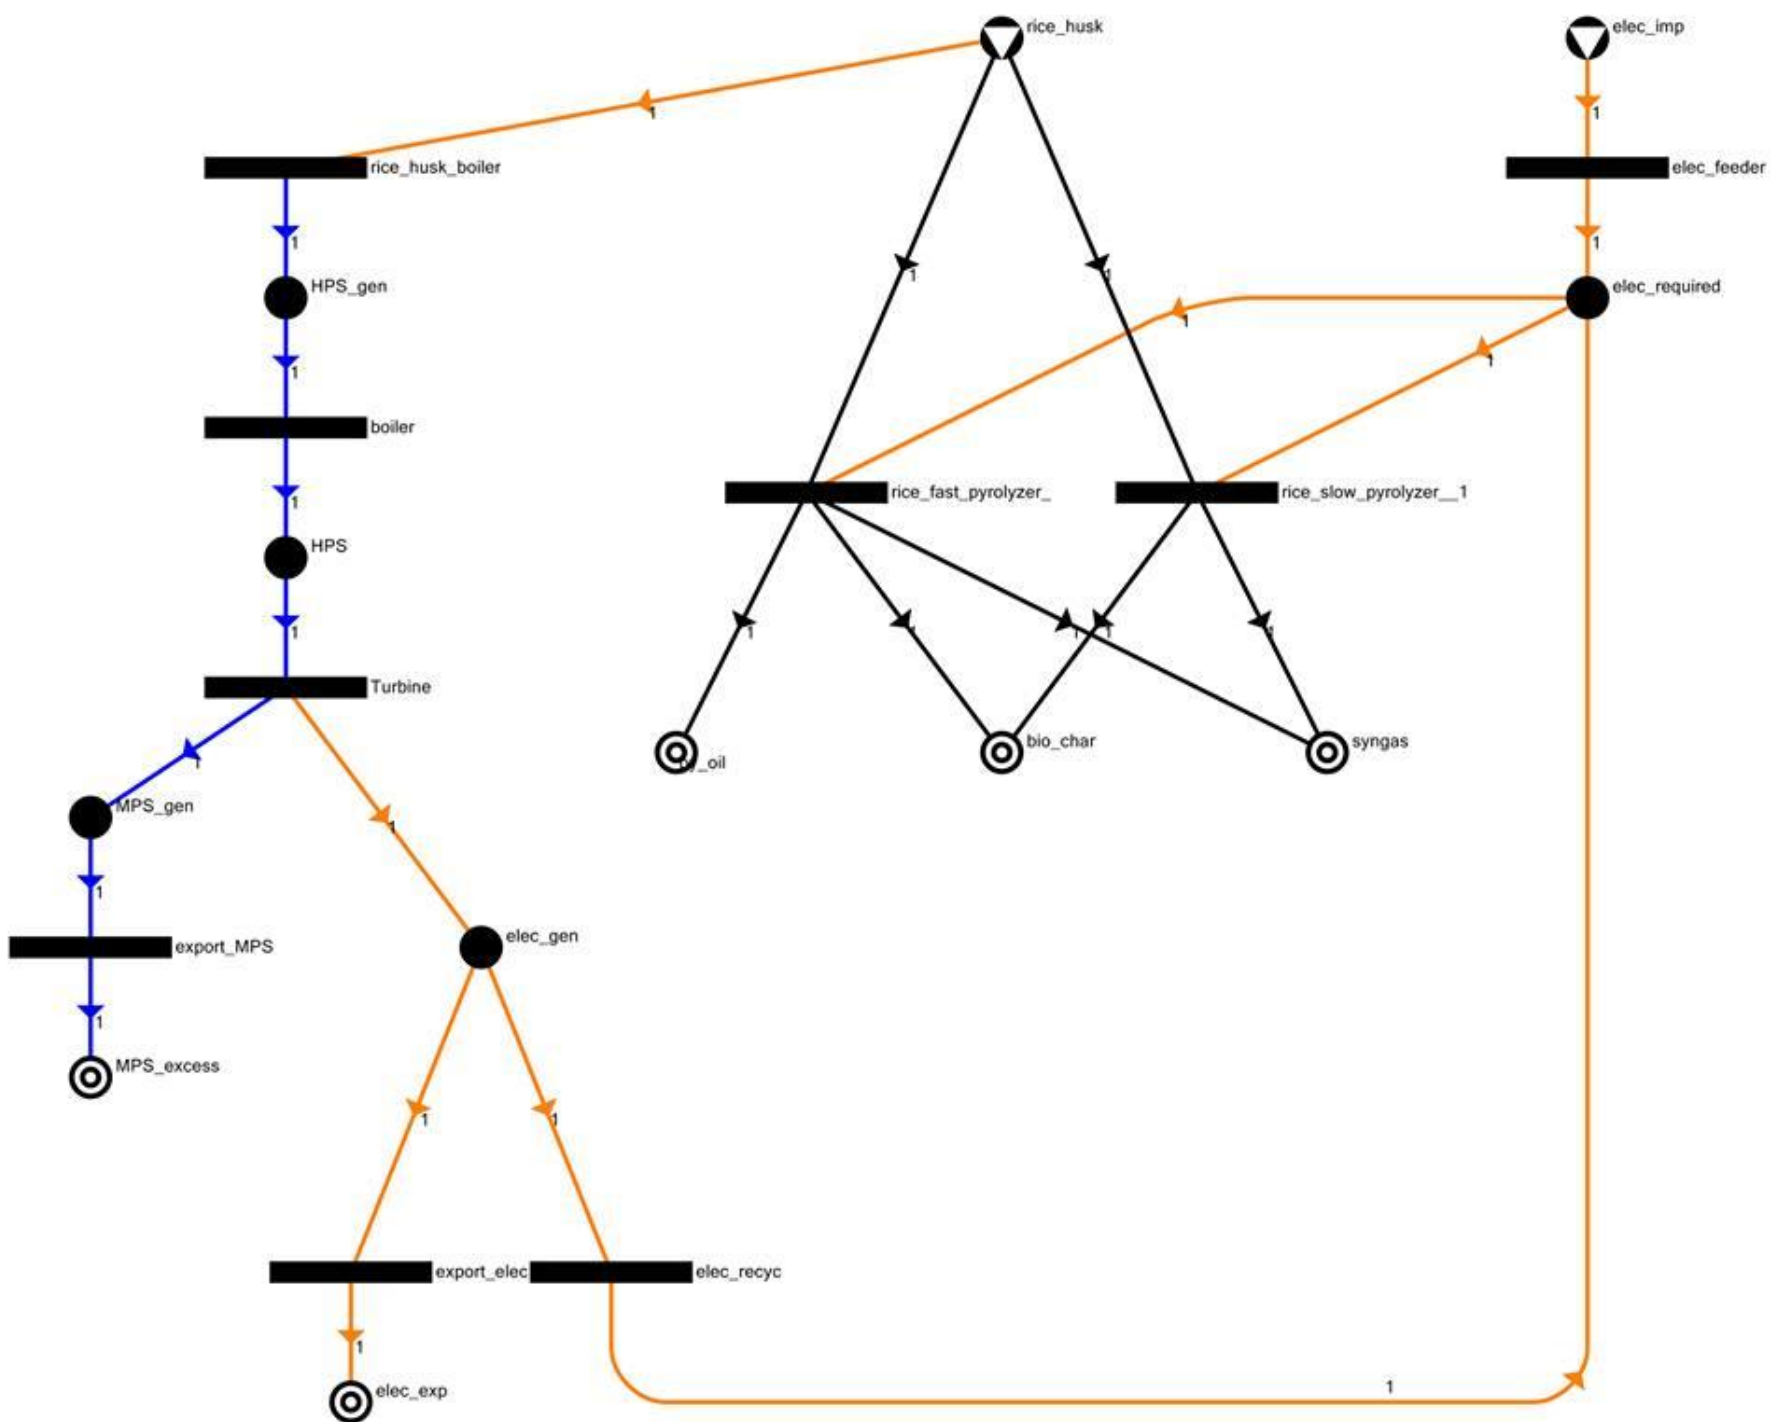 rice_husk
elec_imp
1
1
rice_husk_boiler
elec_feeder
1
1
1
1
HPS_gen
elec_required
1
1
1
boiler
rice_fast_pyrolyzer_
rice_slow_pyrolyzer__1
1
HPS
1
1
1
1
1
1
Turbine
bio_char
syngas
_oil
1
MPS_gen
1
1
elec_gen
export_MPS
1
MPS_excess
1
1
export_elec
elec_recyc
1
elec_exp
1